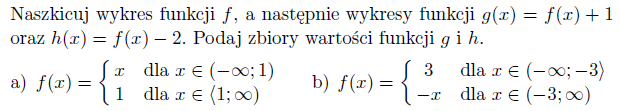 Naszkicuj wykres funkcji f, a następnie wykresy funkcji g(x) = f(x) + 1
oraz h(x) = f(x) − 2. Podaj zbiory wartości funkcji g i h.
a) f(x) = { x dla x ∈ (−∞; 1)
1 dla x ∈ ⟨1; ∞)
b) f(x) = { 3 dla x ∈ (−∞; −3⟩
−x dla x ∈ (−3; ∞)